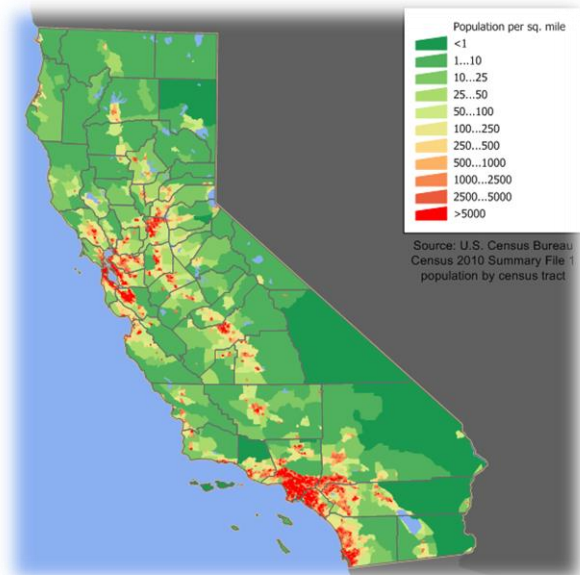 Population per sq. mile
<1
1...10
10...25
25...50
50...100
100...250
250...500
500...1000
1000...2500
2500...5000
>5000
Source: U.S. Census Bureau
Census 2010 Summary File 1
population by census tract